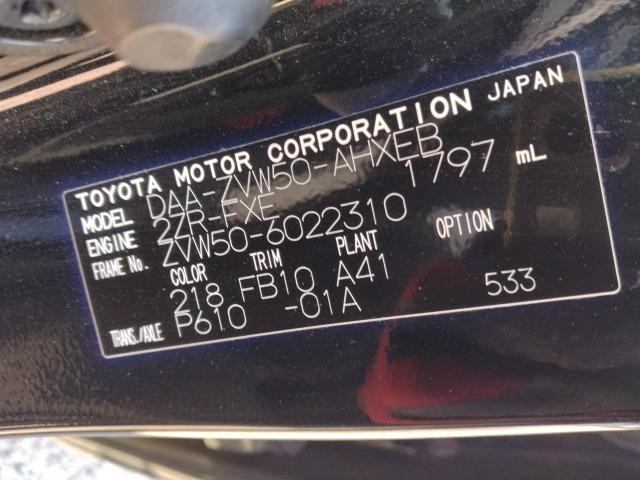 TOYOTA MOTOR CORPORATION JAPAN
MODEL DAA-ZVW50-AHXEB
ENGINE 2ZR-FXE 1797 mL
FRAME No. ZVW50-6022310
COLOR TRIM PLANT OPTION
218 FB10 A41 533
TRANS./AXLE P610 -01A